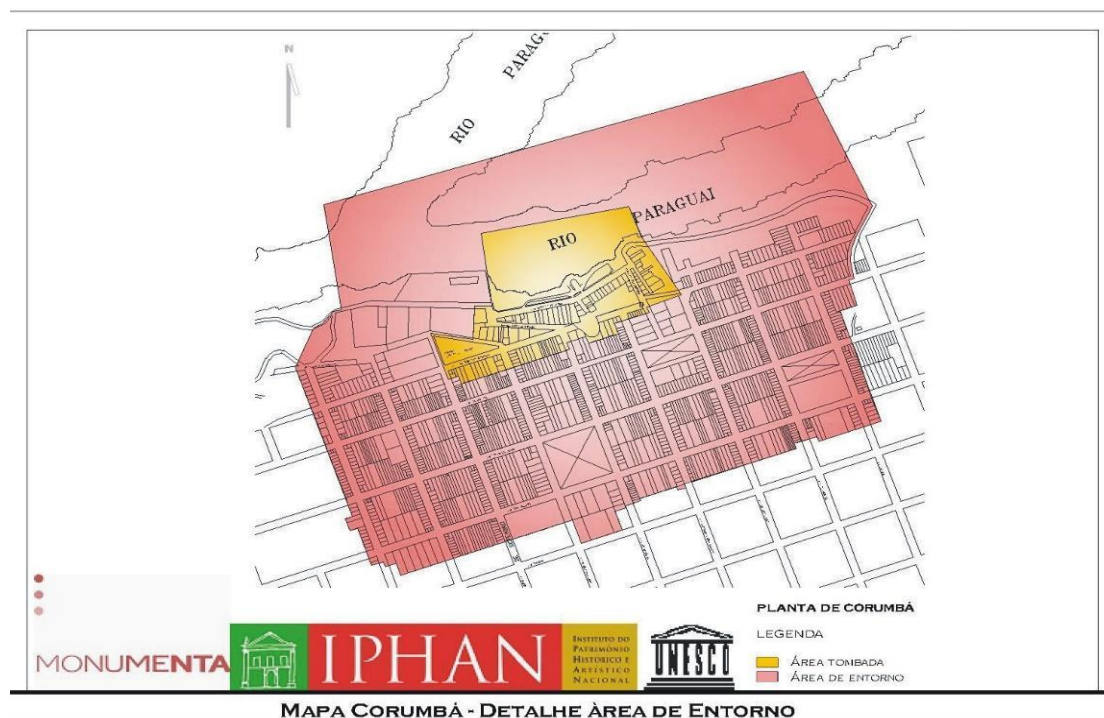 N
RIO
PARAGU
RIO
PARAGUAI
PLANTA DE CORUMBÁ
LEGENDA
ÁREA TOMBADA
ÁREA DE ENTORNO
MONUMENTA
IPHAN
INSTITUTO DO
PATRIMÔNIO
HISTÓRICO E
ARTÍSTICO
NACIONAL
UNESCO
MAPA CORUMBÁ - DETALHE ÀREA DE ENTORNO